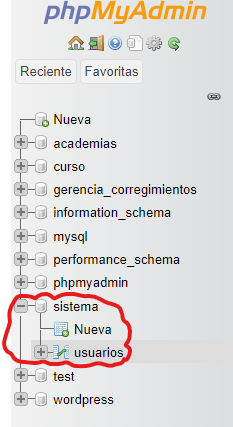 phpMyAdmin
Reciente Favoritas
Nueva
academias
curso
gerencia_corregimientos
information_schema
mysql
performance_schema
phpmyadmin
sistema
Nueva
usuarios
test
wordpress